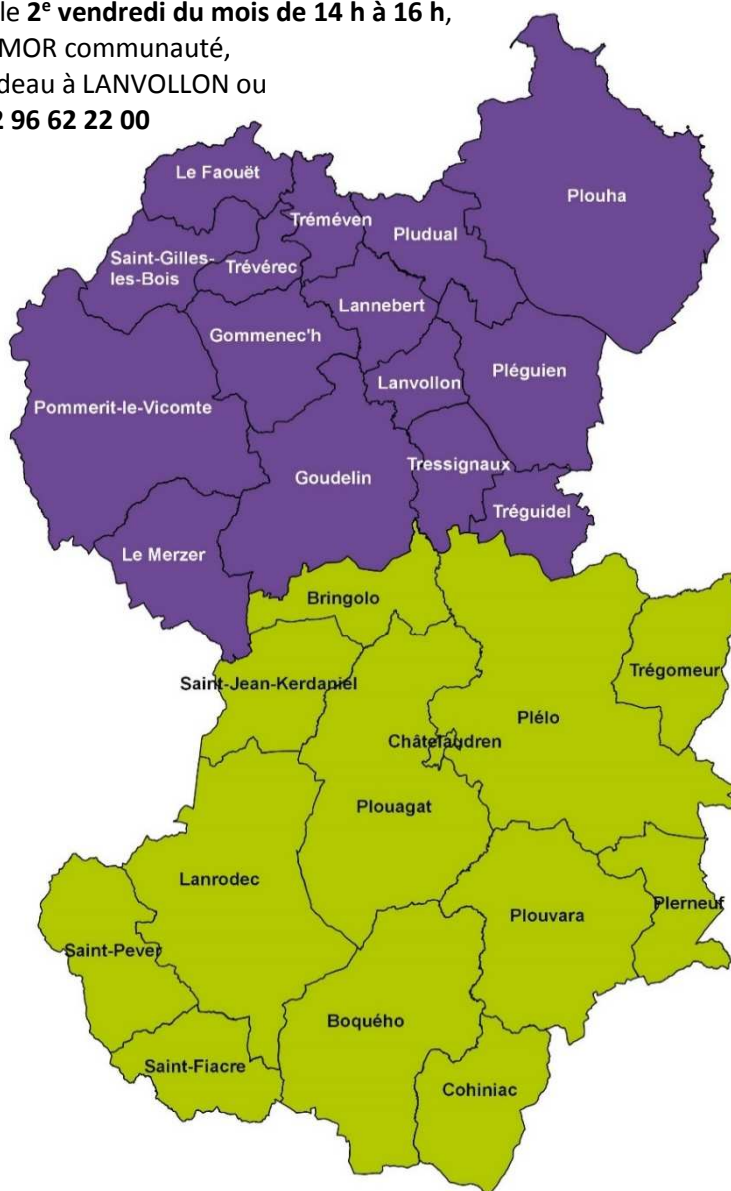 le 2e vendredi du mois de 14 h à 16 h,
MOR communauté,
deau à LANVOLLON ou
2 96 62 22 00
Le Faouët
Plouha
Tréméven
Pludual
Saint-Gilles-
les-Bois
Trévérec
Lannebert
Gommenec'h
Pléguien
Lanvollon
Pommerit-le-Vicomte
Tressignaux
Goudelin
Tréguidel
Le Merzer
Bringolo
Trégomeur
Saint-Jean-Kerdaniel
Plélo
Châtelaudren
Plouagat
Lanrodec
Plerneuf
Plouvara
Saint-Pever
Boquého
Saint-Fiacre
Cohiniac